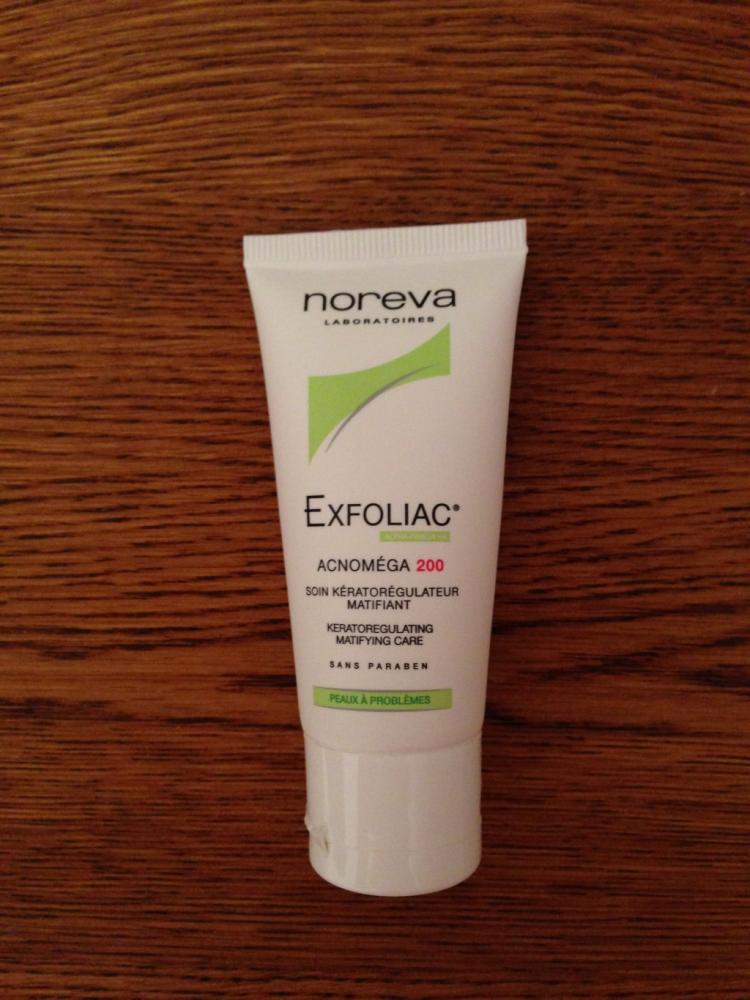 noreva
LABORATOIRES
EXFOLIAC®
ACNOMÉGA 200
SOIN KÉRATORÉGULATEUR
MATIFIANT
KERATOREGULATING
MATIFYING CARE
SANS PARABEN
PEAUX À PROBLÈMES